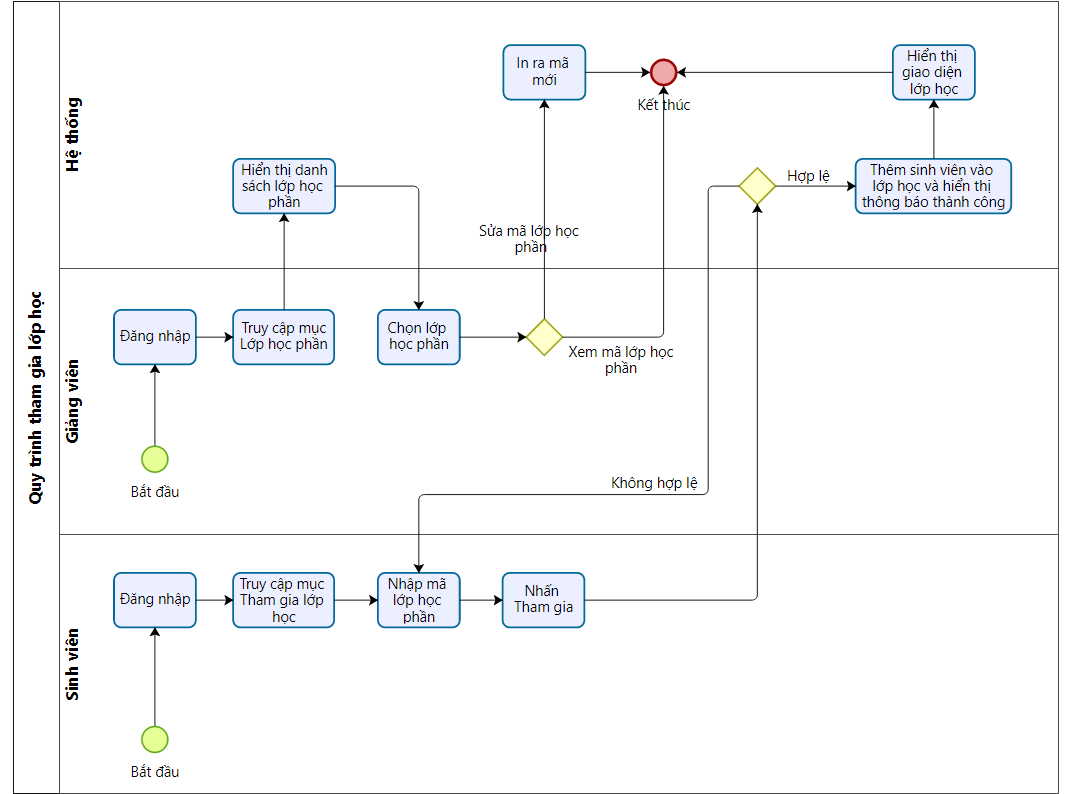 Quy trình tham gia lớp học
Hệ thống
In ra mã
mới
Kết thúc
Hiển thị
giao diện
lớp học
Hiển thị danh
sách lớp học
phần
Hợp lệ
Thêm sinh viên vào
lớp học và hiển thị
thông báo thành công
Sửa mã lớp học
phần
Giảng viên
Đăng nhập
Truy cập mục
Lớp học phần
Chọn lớp
học phần
Xem mã lớp học
phần
Bắt đầu
Không hợp lệ
Sinh viên
Đăng nhập
Truy cập mục
Tham gia lớp
học
Nhập mã
lớp học
phần
Nhấn
Tham gia
Bắt đầu